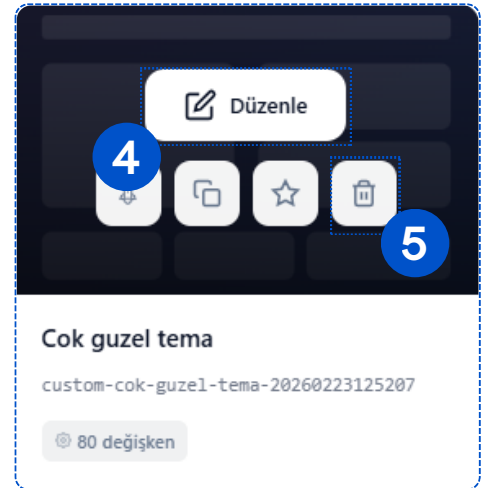 Düzenle
4
5
Cok guzel tema
custom-cok-guzel-tema-20260223125207
80 değişken